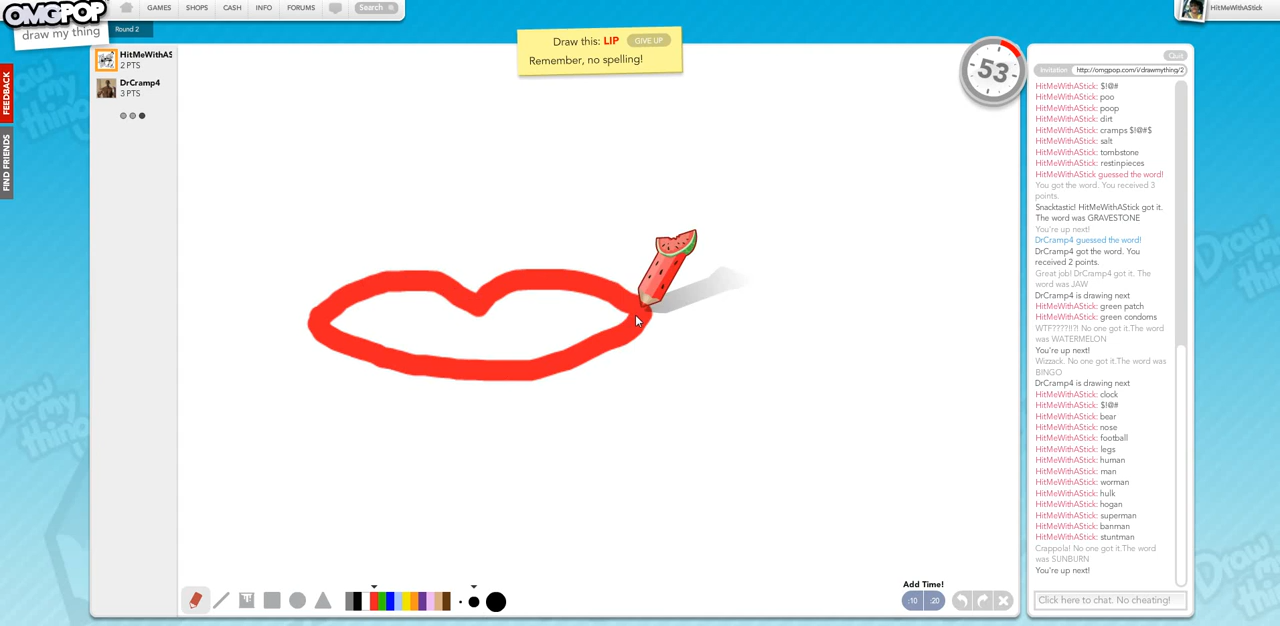 OMGPOP
draw my thing
GAMES
SHOPS
CASH
INFO
FORUMS
Search
HitMeWithAStick
Round 2
FEEDBACK
FIND FRIENDS
HitMeWithAS
2 PTS
DrCramp4
3 PTS
Draw this: LIP
GIVE UP
Remember, no spelling!
53
Quit
Invitation
http://omgpop.com/i/drawmything/2
HitMeWithAStick: $!@#
HitMeWithAStick: poo
HitMeWithAStick: poop
HitMeWithAStick: dirt
HitMeWithAStick: cramps $!@#$
HitMeWithAStick: salt
HitMeWithAStick: tombstone
HitMeWithAStick: restinpieces
HitMeWithAStick guessed the word!
You got the word. You received 3
points.
Snacktastic! HitMeWithAStick got it.
The word was GRAVESTONE
You're up next!
DrCramp4 guessed the word!
DrCramp4 got the word. You
received 2 points.
Great job! DrCramp4 got it. The
word was JAW
DrCramp4 is drawing next
HitMeWithAStick: green patch
HitMeWithAStick: green condoms
WTF????!!?! No one got it.The word
was WATERMELON
You're up next!
Wizzack. No one got it.The word was
BINGO
DrCramp4 is drawing next
HitMeWithAStick: clock
HitMeWithAStick: $!@#
HitMeWithAStick: bear
HitMeWithAStick: nose
HitMeWithAStick: football
HitMeWithAStick: legs
HitMeWithAStick: human
HitMeWithAStick: man
HitMeWithAStick: worman
HitMeWithAStick: hulk
HitMeWithAStick: hogan
HitMeWithAStick: superman
HitMeWithAStick: banman
HitMeWithAStick: stuntman
Crappola! No one got it.The word
was SUNBURN
You're up next!
Click here to chat. No cheating!
Add Time!
:10
:20
T